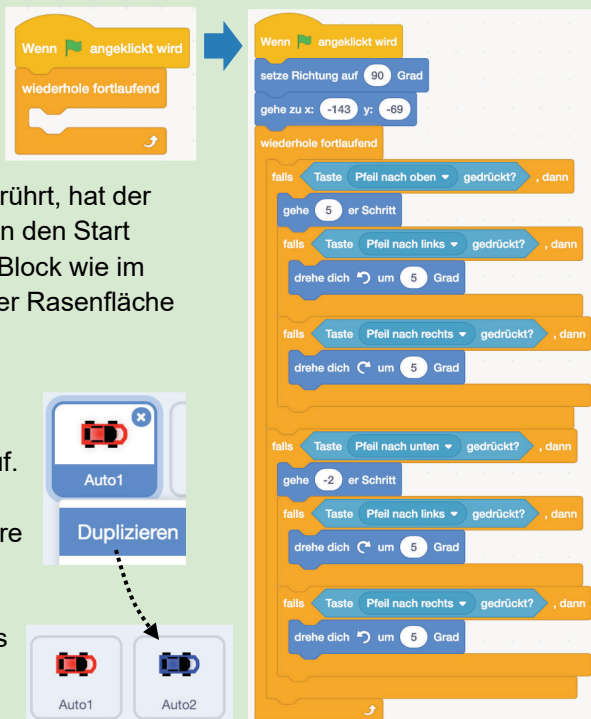 Wenn angeklickt wird
wiederhole fortlaufend
rührt, hat der
n den Start
Block wie im
er Rasenfläche
uf.
re
s
Auto1
Duplizieren
Auto1
Auto2
Wenn angeklickt wird
setze Richtung auf 90 Grad
gehe zu x: -143 y: -69
wiederhole fortlaufend
falls Taste Pfeil nach oben gedrückt? , dann
gehe 5 er Schritt
falls Taste Pfeil nach links gedrückt? , dann
drehe dich um 5 Grad
falls Taste Pfeil nach rechts gedrückt? , dann
drehe dich um 5 Grad
falls Taste Pfeil nach unten gedrückt? , dann
gehe -2 er Schritt
falls Taste Pfeil nach links gedrückt? , dann
drehe dich um 5 Grad
falls Taste Pfeil nach rechts gedrückt? , dann
drehe dich um 5 Grad